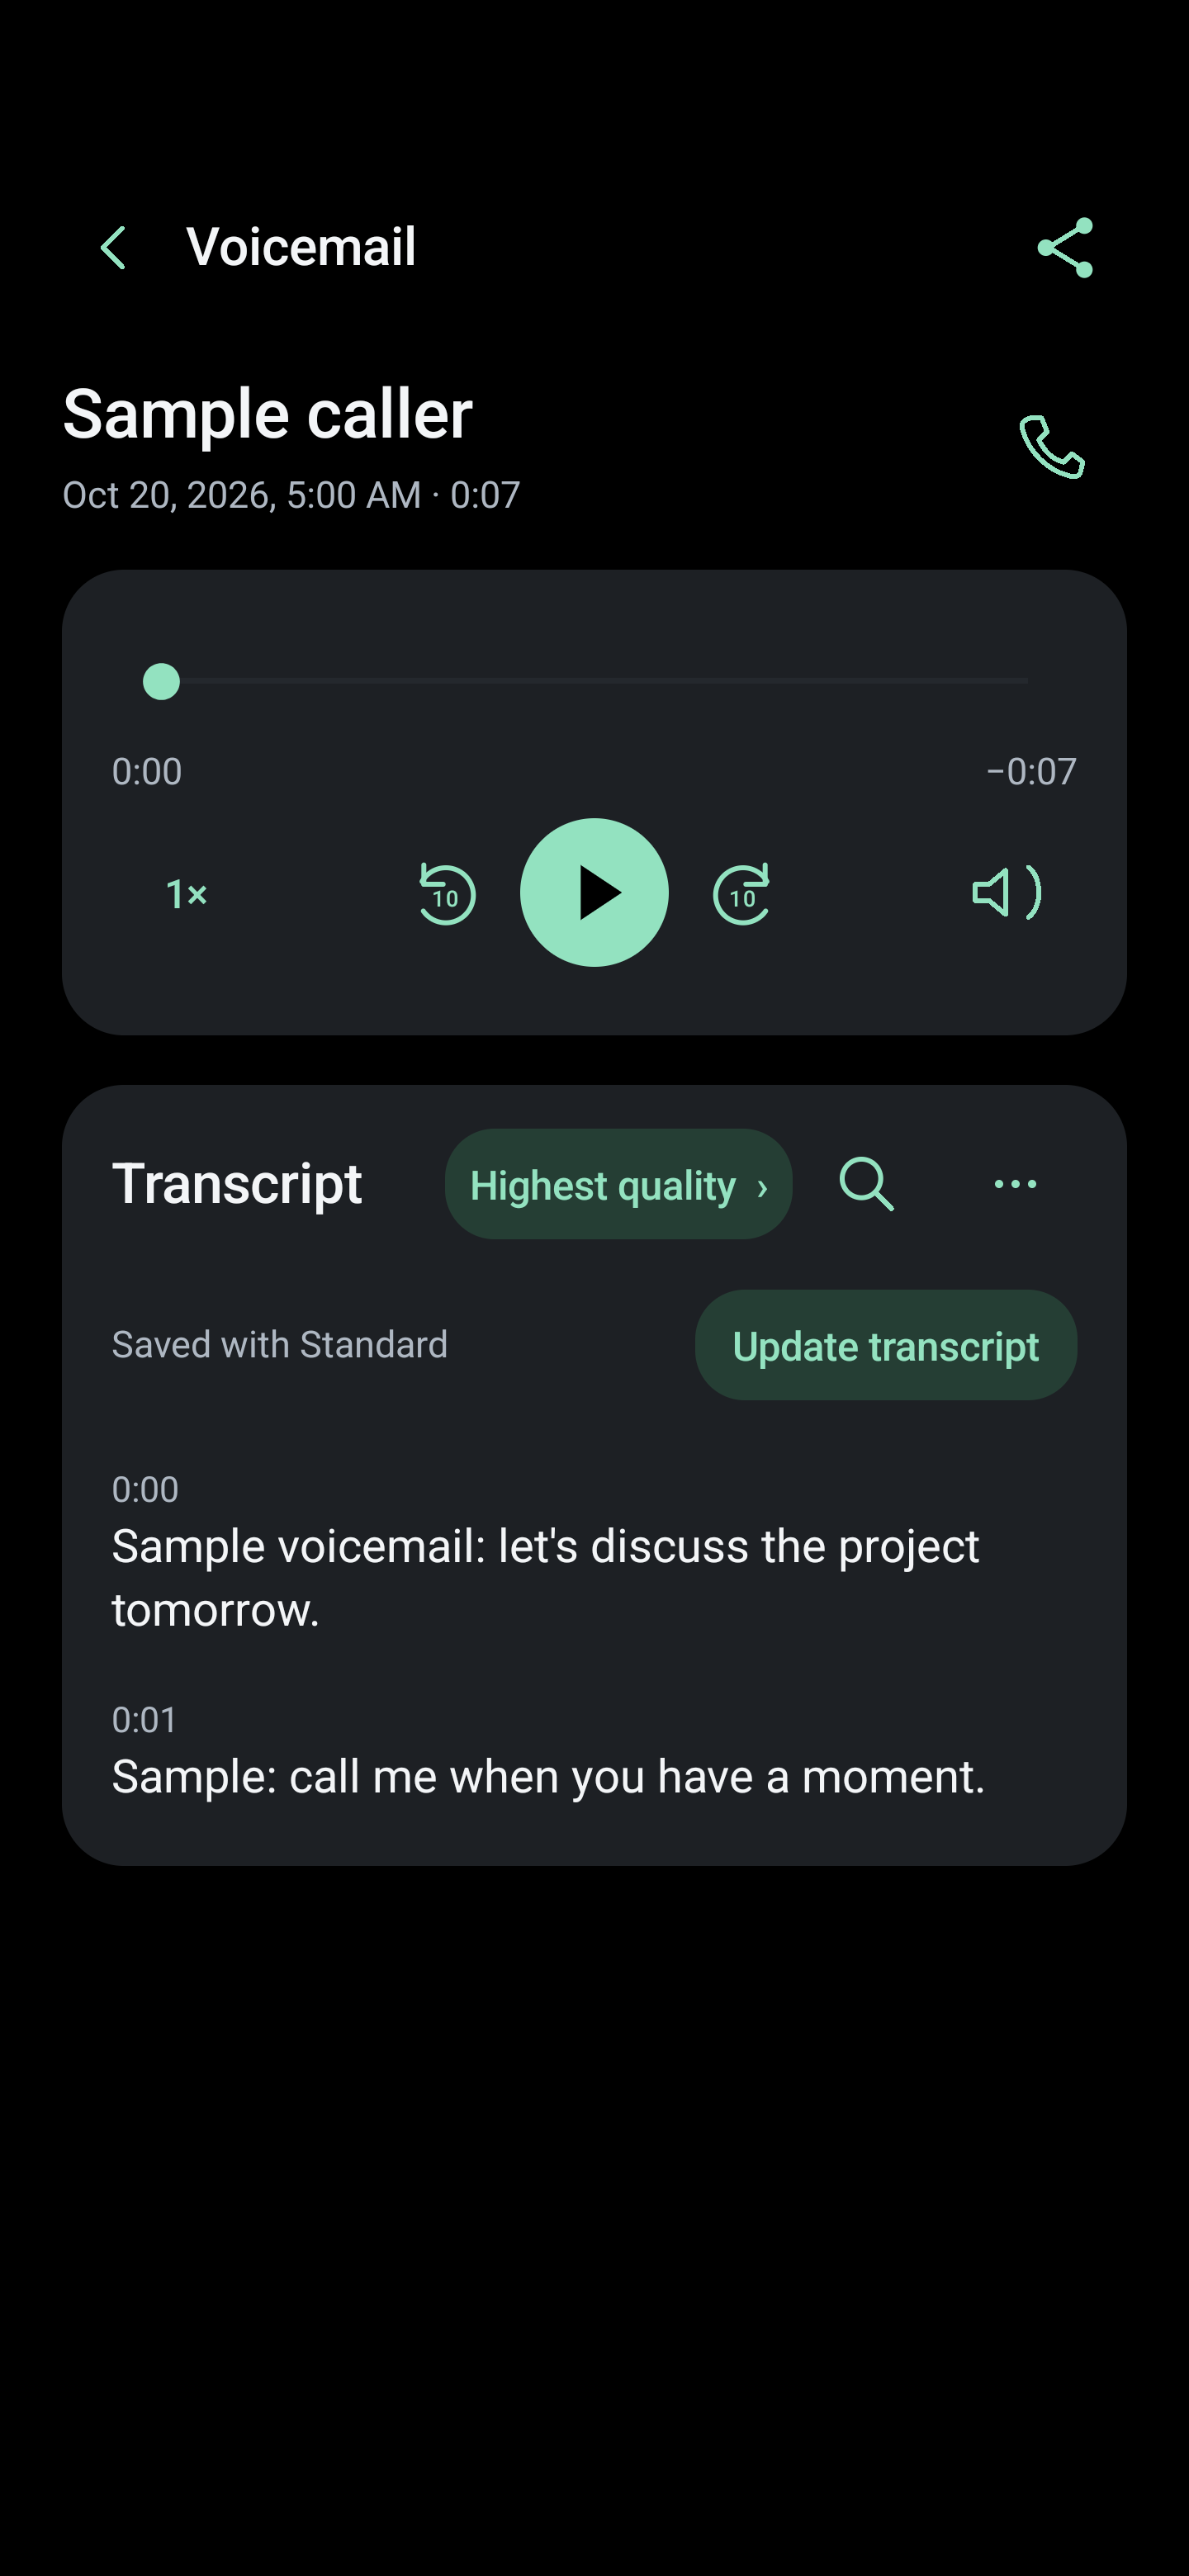 Voicemail
Sample caller
Oct 20, 2026, 5:00 AM · 0:07
0:00
−0:07
1×
10
10
Transcript
Highest quality ›
Saved with Standard
Update transcript
0:00
Sample voicemail: let's discuss the project
tomorrow.
0:01
Sample: call me when you have a moment.